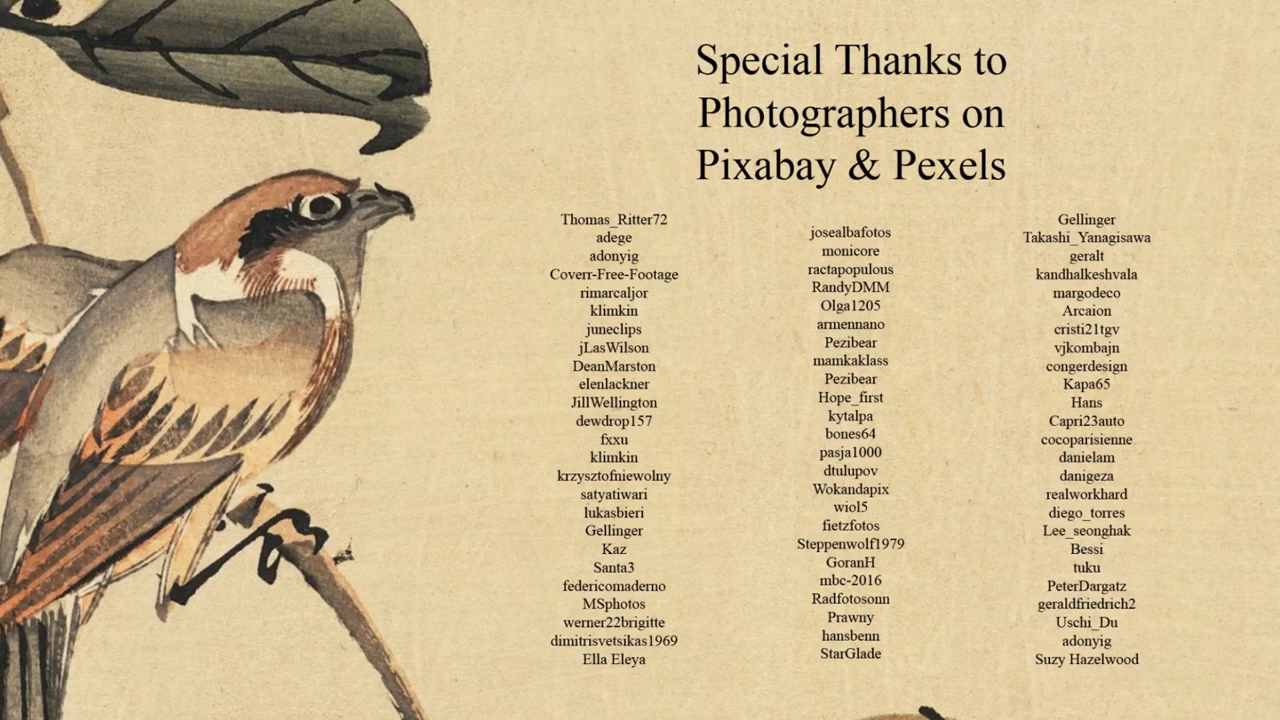 Special Thanks to
Photographers on
Pixabay & Pexels
Thomas_Ritter72
adege
adonyig
Coverr-Free-Footage
rimarcaljor
klimkin
juneclips
jLasWilson
DeanMarston
elenlackner
JillWellington
dewdrop157
fxxu
klimkin
krzysztofniewolny
satyatiwari
lukasbieri
Gellinger
Kaz
Santa3
federicomaderno
MSphotos
werner22brigitte
dimitrisvetsikas1969
Ella Eleya
josealbafotos
monicore
ractapopulous
RandyDMM
Olga1205
armennano
Pezibear
mamkaklass
Pezibear
Hope_first
kytalpa
bones64
pasja1000
dtulupov
Wokandapix
wiol5
fietzfotos
Steppenwolf1979
GoranH
mbc-2016
Radfotosonn
Prawny
hansbenn
StarGlade
Gellinger
Takashi_Yanagisawa
geralt
kandhalkeshvala
margodeco
Arcaion
cristi21tgv
vjkombajn
congerdesign
Kapa65
Hans
Capri23auto
cocoparisienne
danielam
danigeza
realworkhard
diego_torres
Lee_seonghak
Bessi
tuku
PeterDargatz
geraldfriedrich2
Uschi_Du
adonyig
Suzy Hazelwood